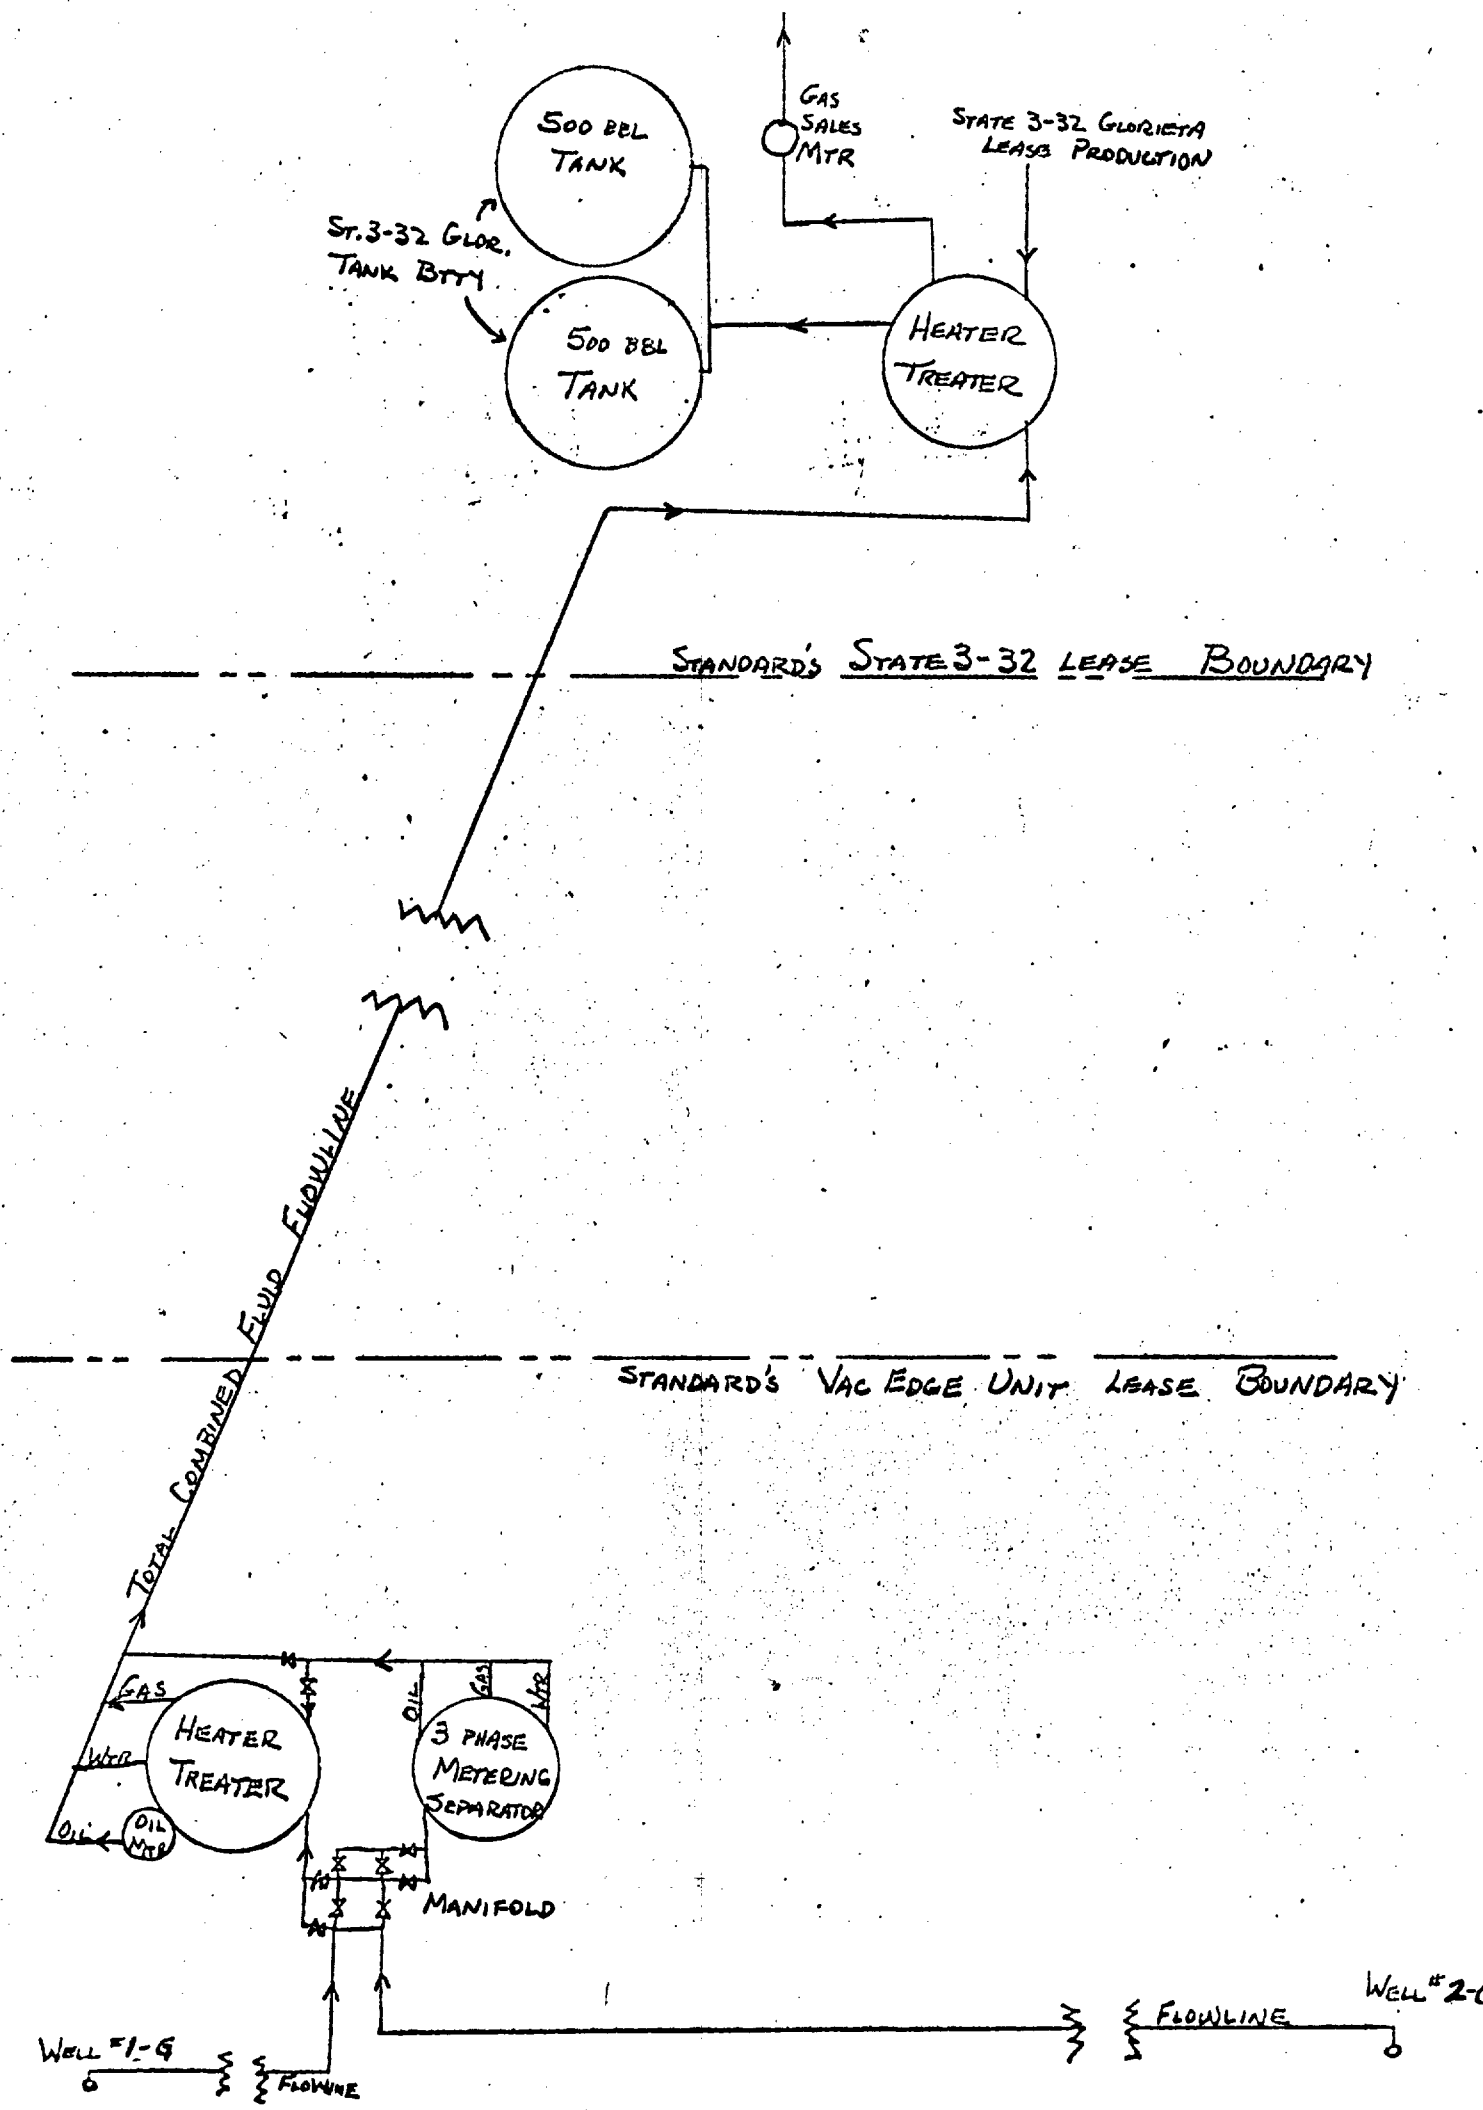 GAS
SALES
MTR
STATE 3-32 GLORIETA
LEASE PRODUCTION
500 BBL
TANK
ST. 3-32 GLOR.
TANK BTTY
500 BBL
TANK
HEATER
TREATER
STANDARD'S STATE 3-32 LEASE BOUNDARY
TOTAL COMBINED FLUID FLOWLINE
STANDARD'S VAC EDGE UNIT LEASE BOUNDARY
GAS
WTR
OIL
OIL
MTR
HEATER
TREATER
OIL
GAS
WTR
3 PHASE
METERING
SEPARATOR
MANIFOLD
WELL #1-G
FLOWLINE
FLOWLINE
WELL #2-